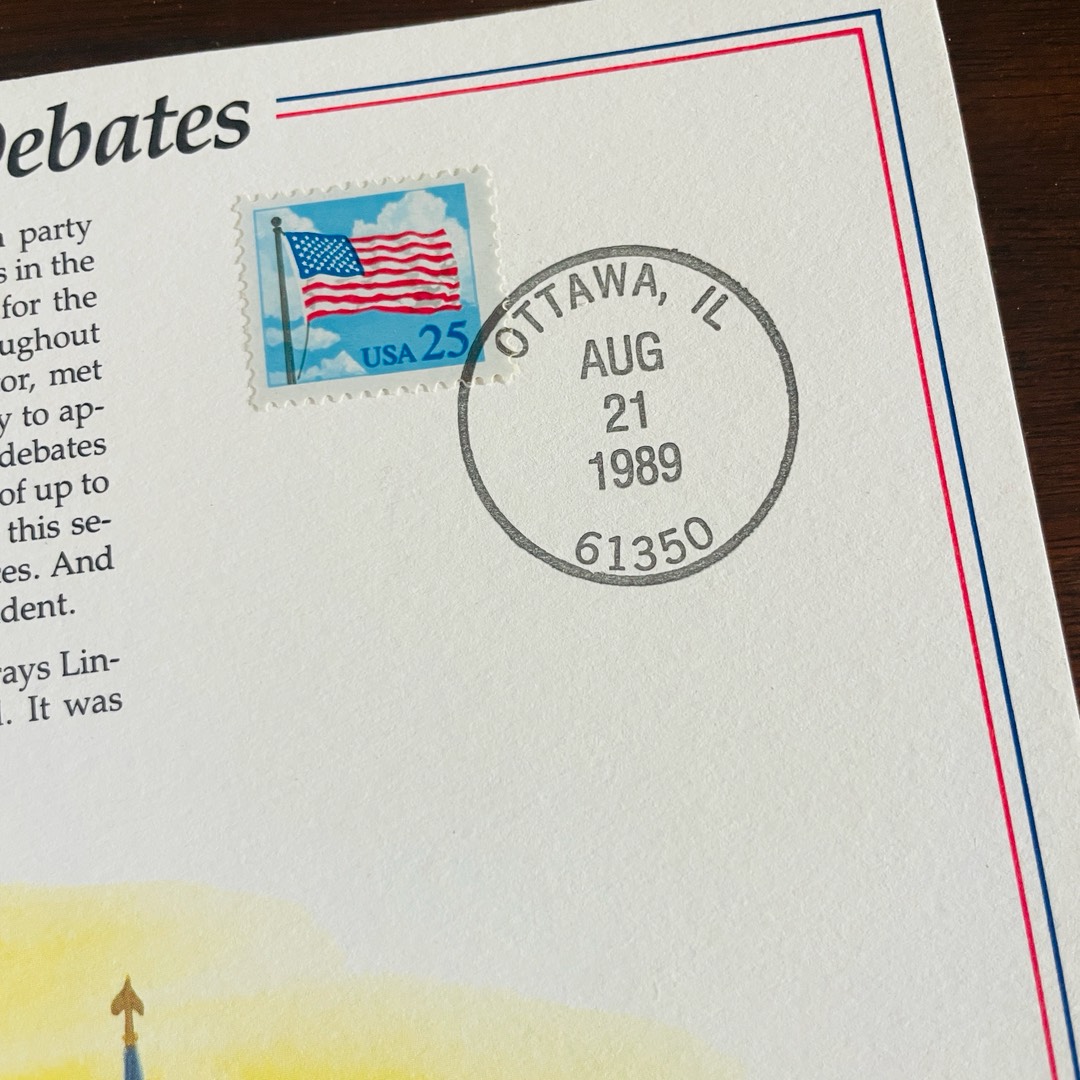 Debates
party
in the
for the
ughout
or, met
y to ap-
debates
of up to
this se-
es. And
dent.
ays Lin-
. It was
USA 25
OTTAWA, IL
AUG
21
1989
61350